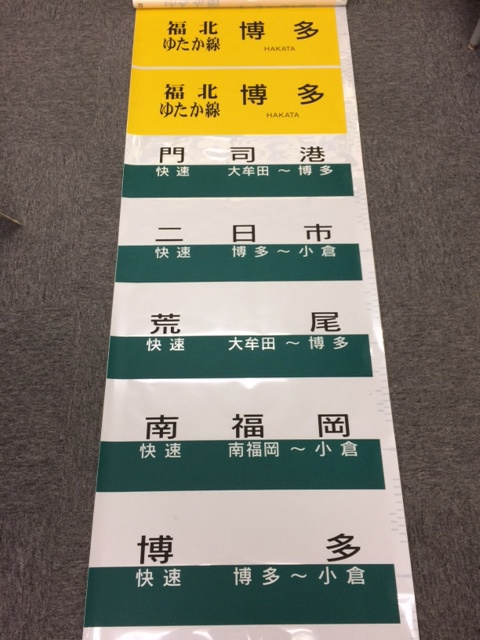 福北 博多
ゆたか線 HAKATA
福北 博多
ゆたか線 HAKATA
門司港
快速 大牟田～博多
二日市
快速 博多～小倉
荒尾
快速 大牟田～博多
南福岡
快速 南福岡～小倉
博多
快速 博多～小倉